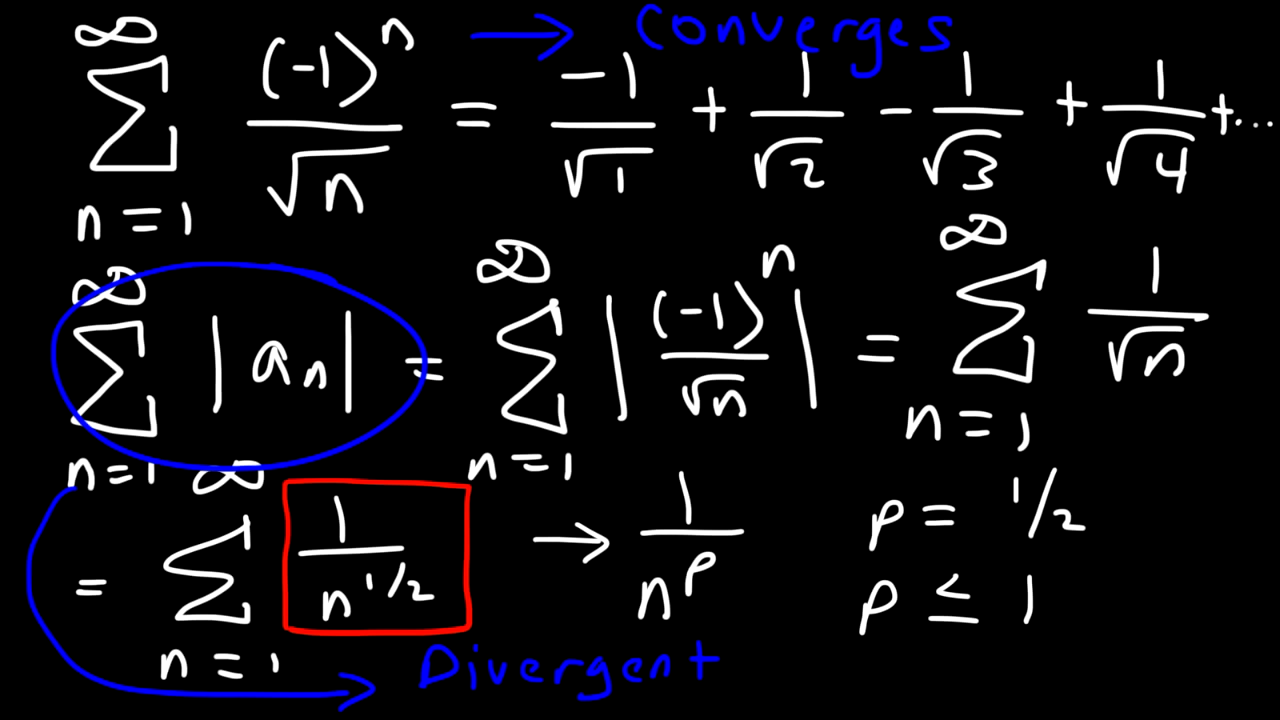 ∞ Σ n=1 (-1)^n / √n → Converges = -1/√1 + 1/√2 - 1/√3 + 1/√4 + ...
∞ Σ n=1 |a_n| = ∞ Σ n=1 |(-1)^n / √n| = ∞ Σ n=1 1/√n
= ∞ Σ n=1 1/n^1/2 → 1/n^p p = 1/2
p ≤ 1
→ Divergent